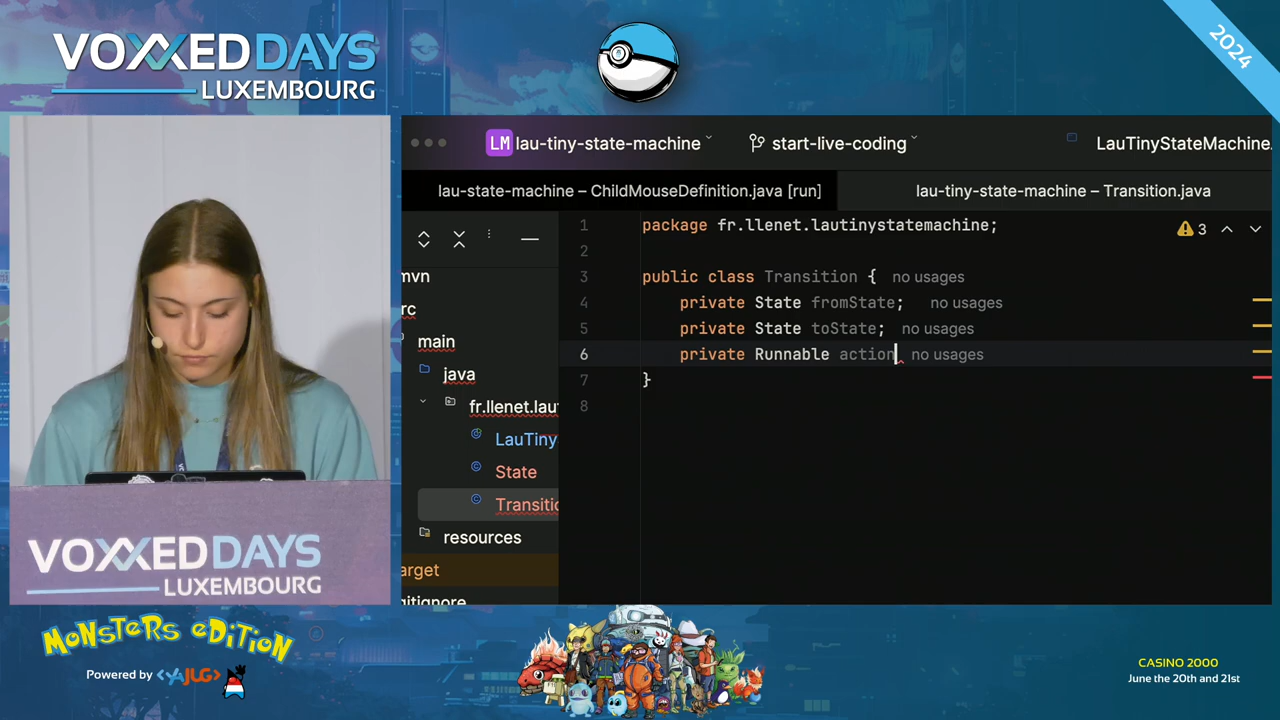 VOXXED DAYS
LUXEMBOURG
2024
LM lau-tiny-state-machine
start-live-coding
LauTinyStateMachine.
lau-state-machine – ChildMouseDefinition.java [run]
lau-tiny-state-machine – Transition.java
mvn
rc
main
java
fr.llenet.lau
LauTiny
State
Transitio
resources
arget
gitignore
1 package fr.llenet.lautinystatemachine;
2
3 public class Transition { no usages
4 private State fromState; no usages
5 private State toState; no usages
6 private Runnable action no usages
7 }
8
3
VOXXED DAYS
LUXEMBOURG
MONSTERS EDITION
Powered by <YAJUG>
CASINO 2000
June the 20th and 21st